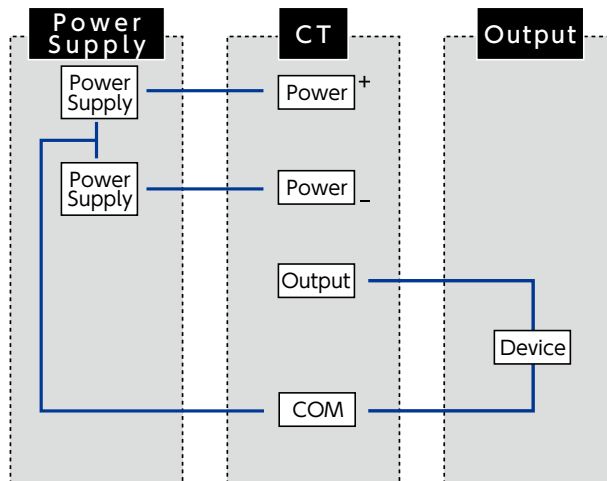 Power
Supply
CT
Output
Power
Supply
Power +
Power
Supply
Power _
Output
Device
COM